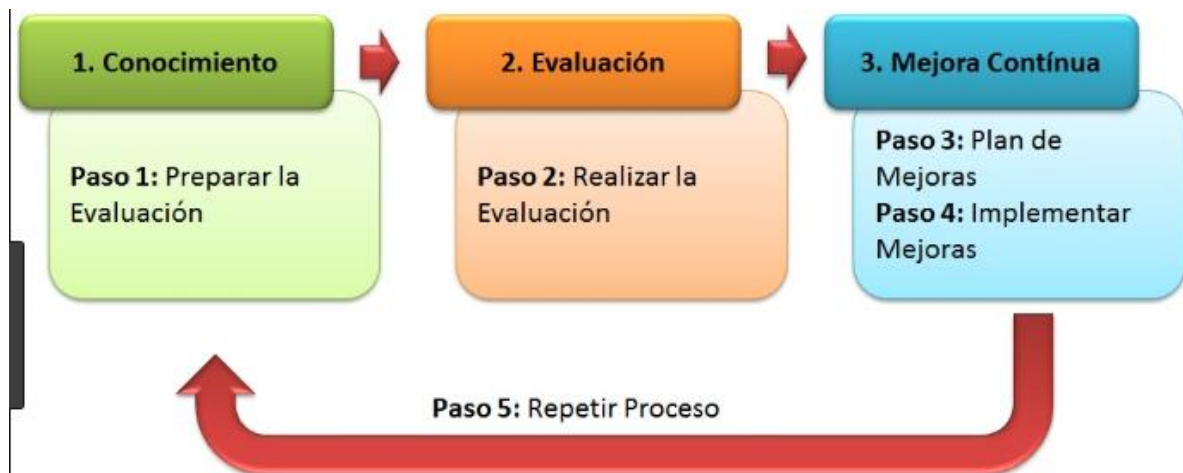 1. Conocimiento
Paso 1: Preparar la
Evaluación
2. Evaluación
Paso 2: Realizar la
Evaluación
3. Mejora Contínua
Paso 3: Plan de
Mejoras
Paso 4: Implementar
Mejoras
Paso 5: Repetir Proceso